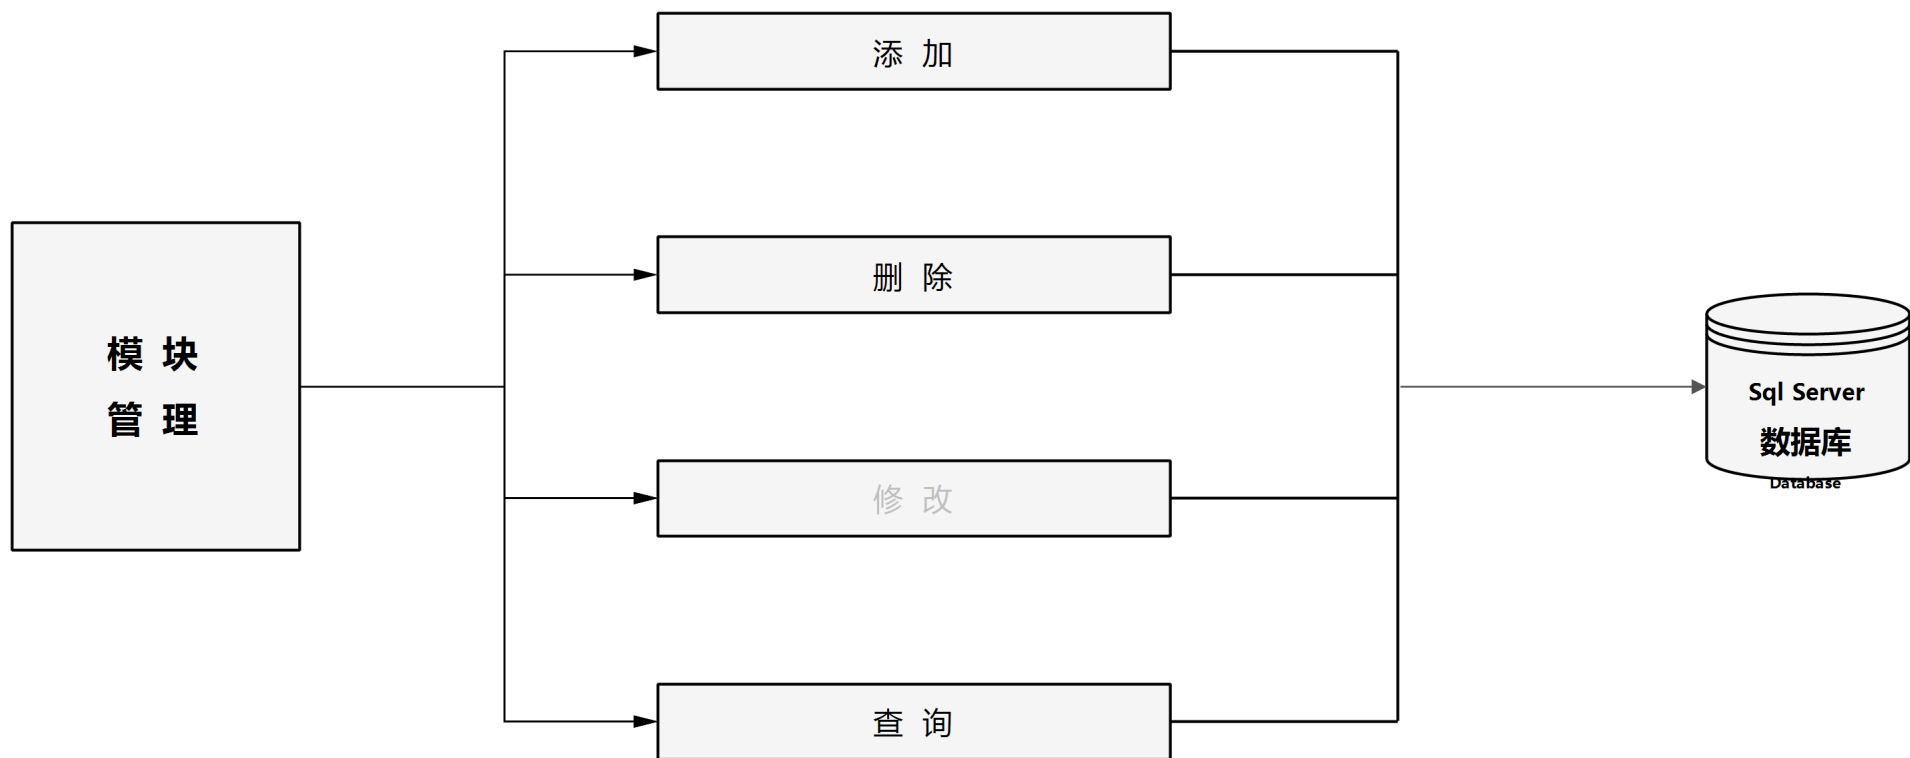 添 加
删 除
模 块
管 理
修 改
查 询
Sql Server
数据库
Database